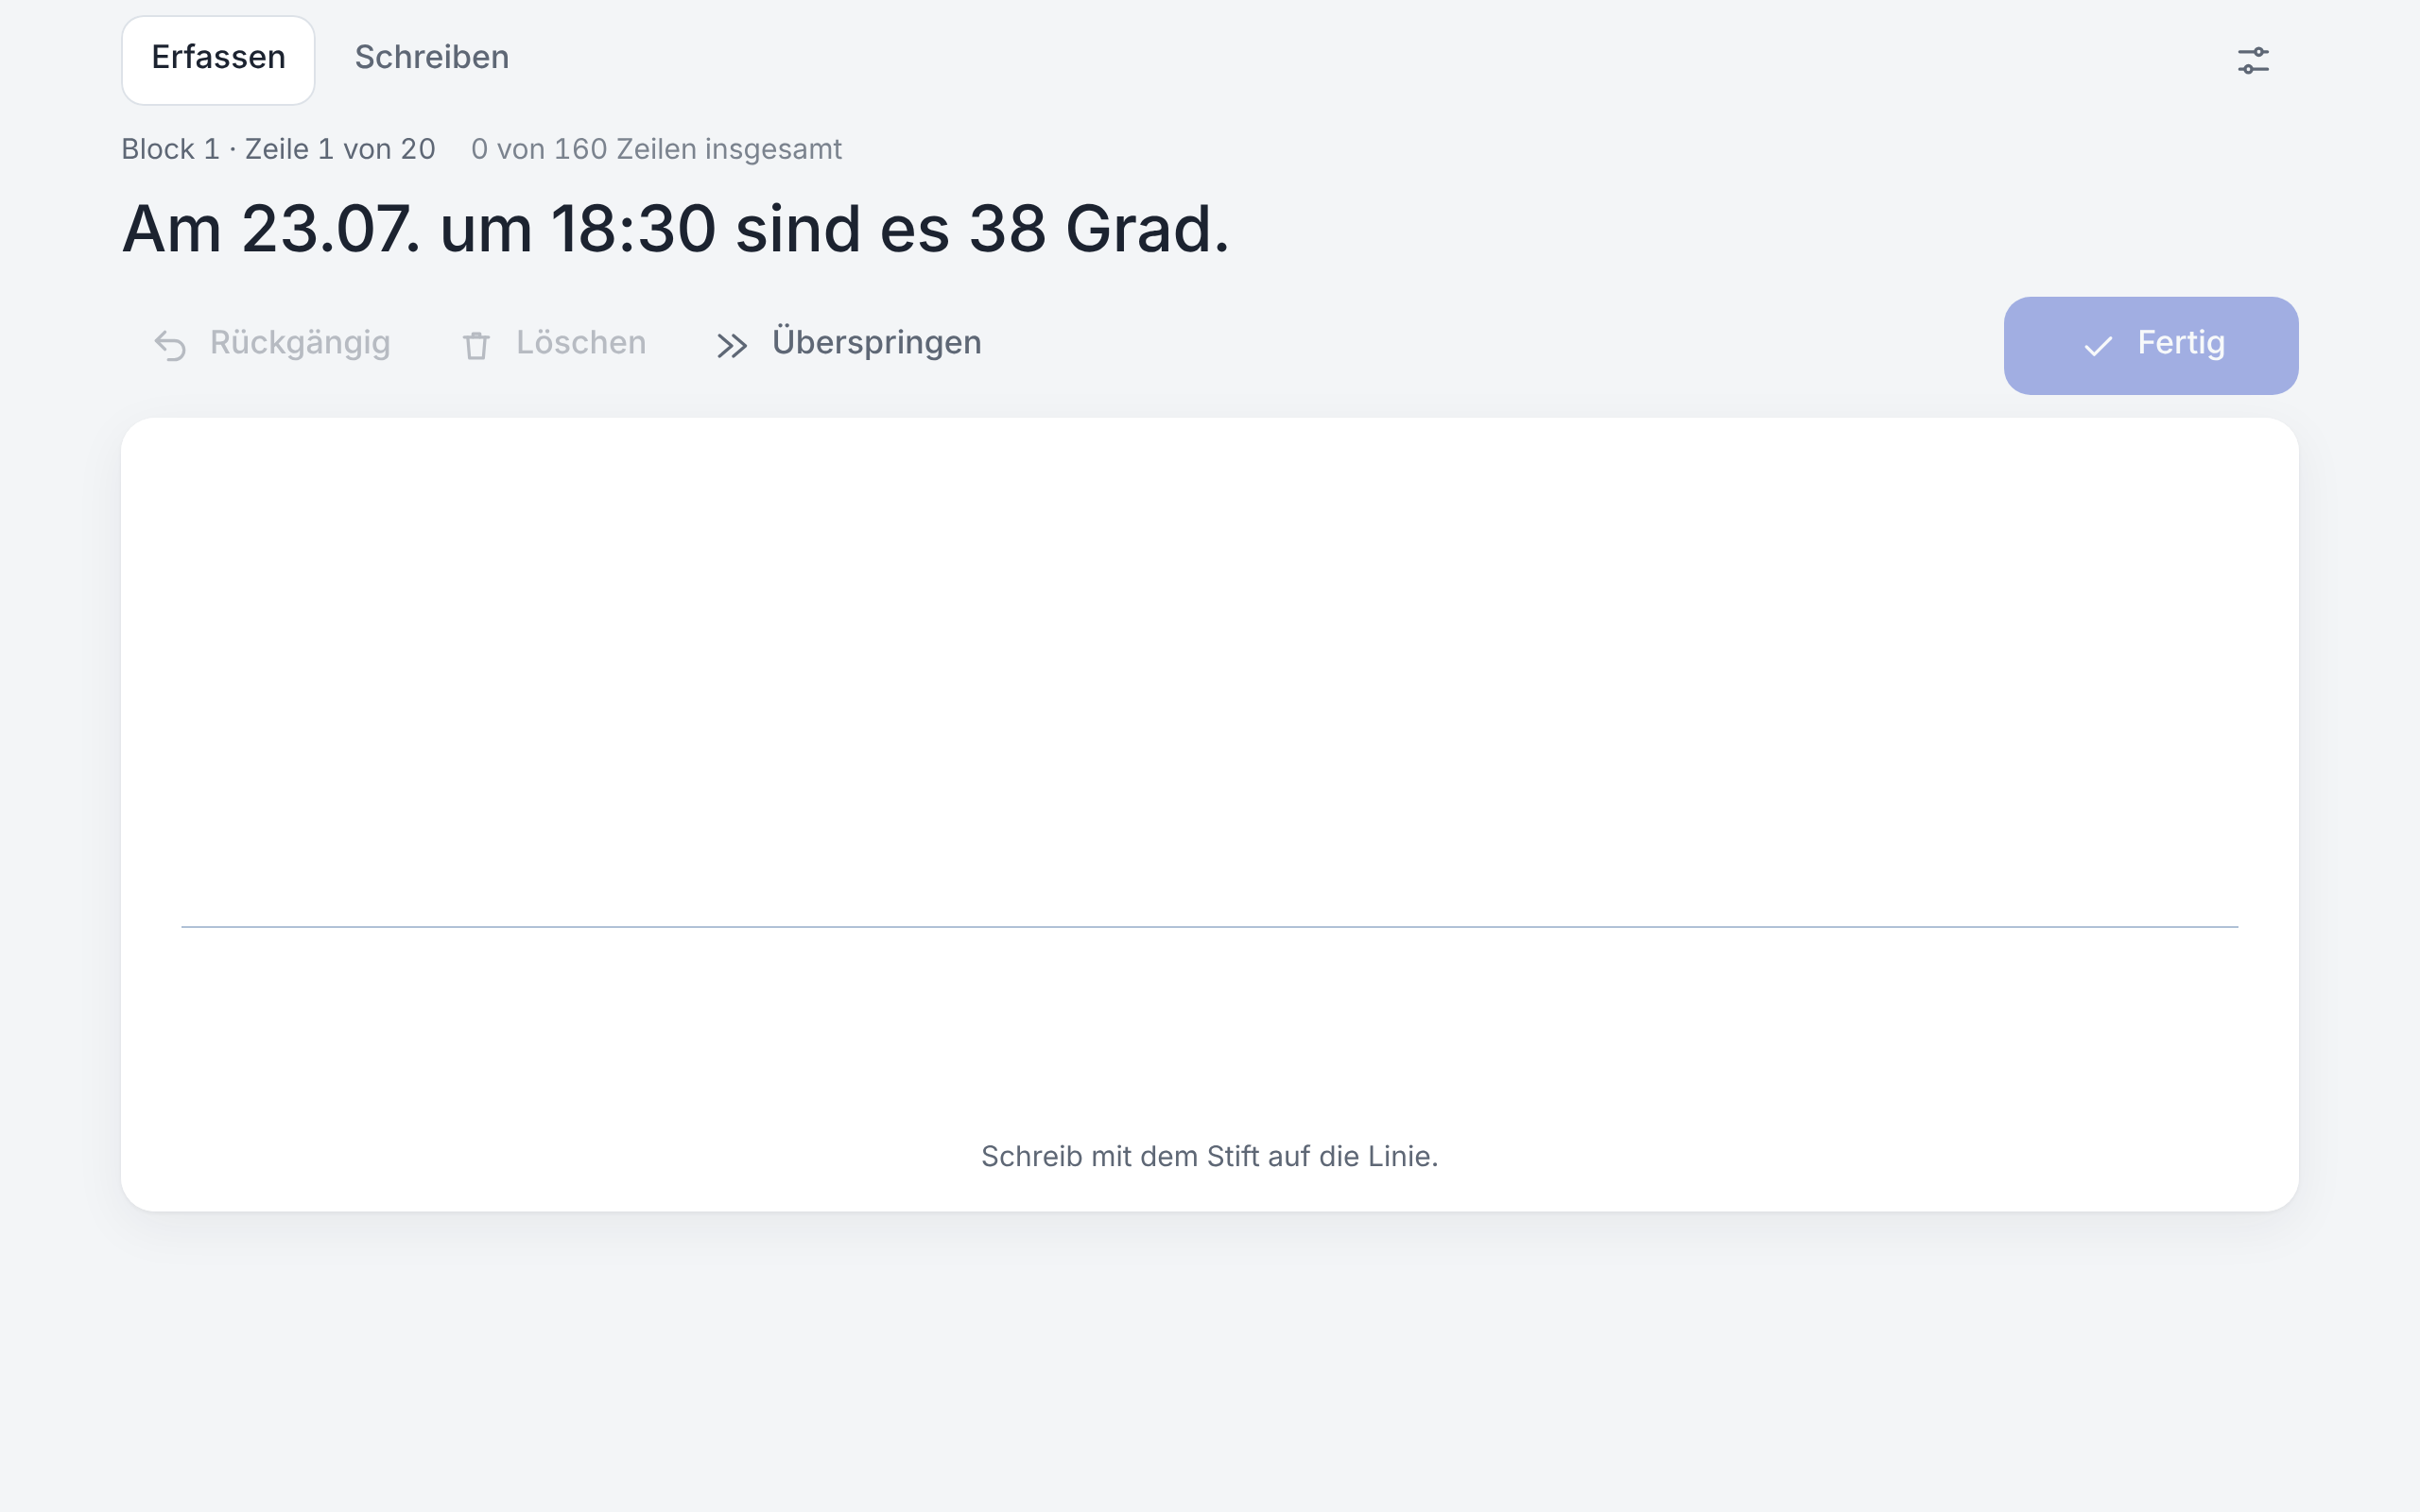 Erfassen Schreiben
Block 1 · Zeile 1 von 20 0 von 160 Zeilen insgesamt
Am 23.07. um 18:30 sind es 38 Grad.
Rückgängig Löschen Überspringen Fertig
Schreib mit dem Stift auf die Linie.